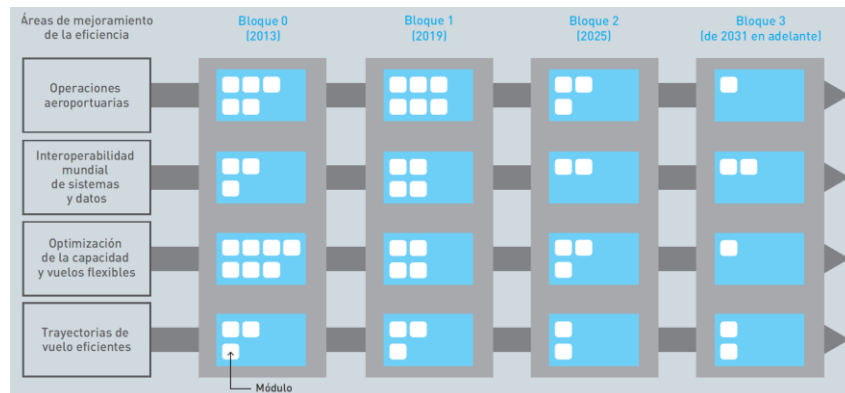 Áreas de mejoramiento
de la eficiencia
Bloque 0
(2013)
Bloque 1
(2019)
Bloque 2
(2025)
Bloque 3
(de 2031 en adelante)
Operaciones
aeroportuarias
Interoperabilidad
mundial
de sistemas
y datos
Optimización
de la capacidad
y vuelos flexibles
Trayectorias de
vuelo eficientes
Módulo